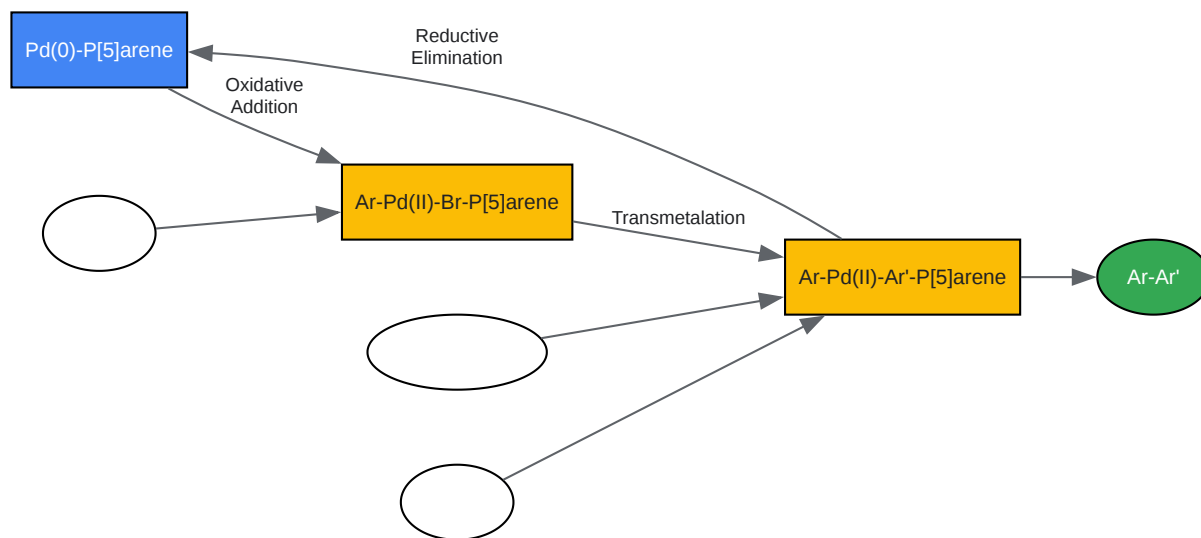 Pd(0)-P[5]arene
Reductive
Elimination
Oxidative
Addition
Ar-Pd(II)-Br-P[5]arene
Transmetalation
Ar-Pd(II)-Ar'-P[5]arene
Ar-Ar'